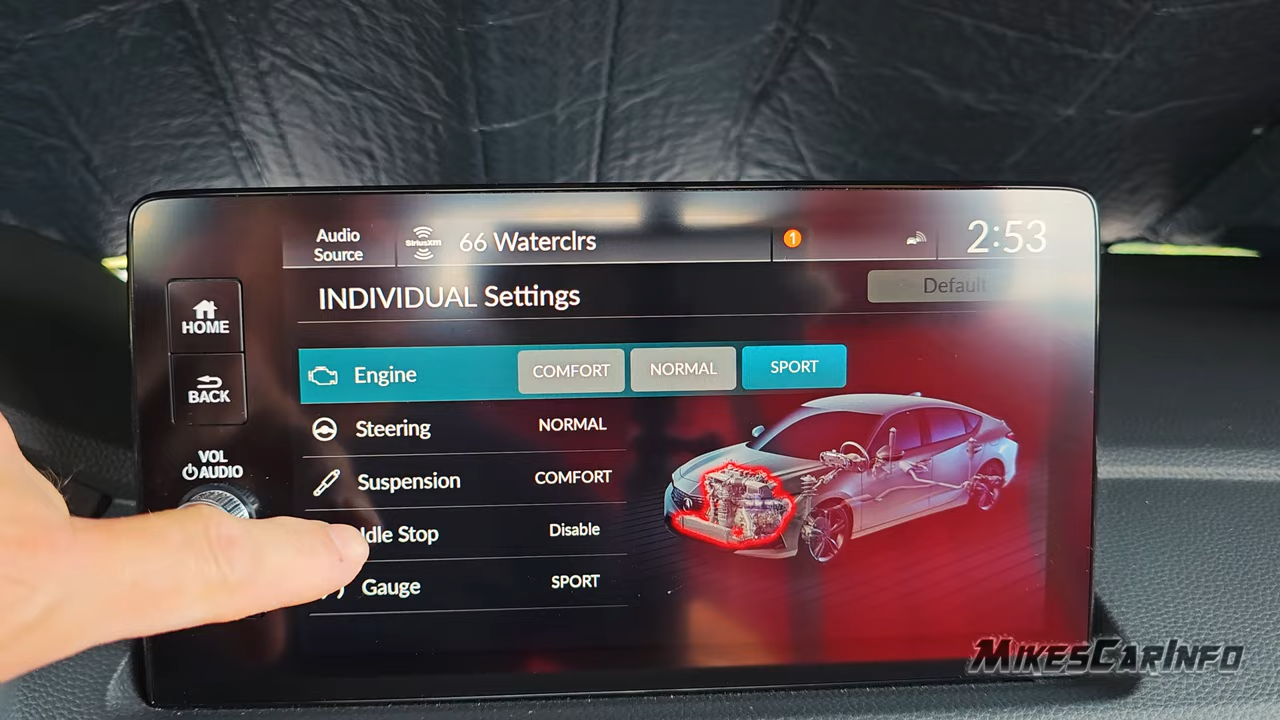 Audio
Source
SiriusXM
66 Waterclrs
1
2:53
INDIVIDUAL Settings
Default
HOME
BACK
VOL
AUDIO
Engine COMFORT NORMAL SPORT
Steering NORMAL
Suspension COMFORT
Idle Stop Disable
Gauge SPORT
MIKESCARINFO